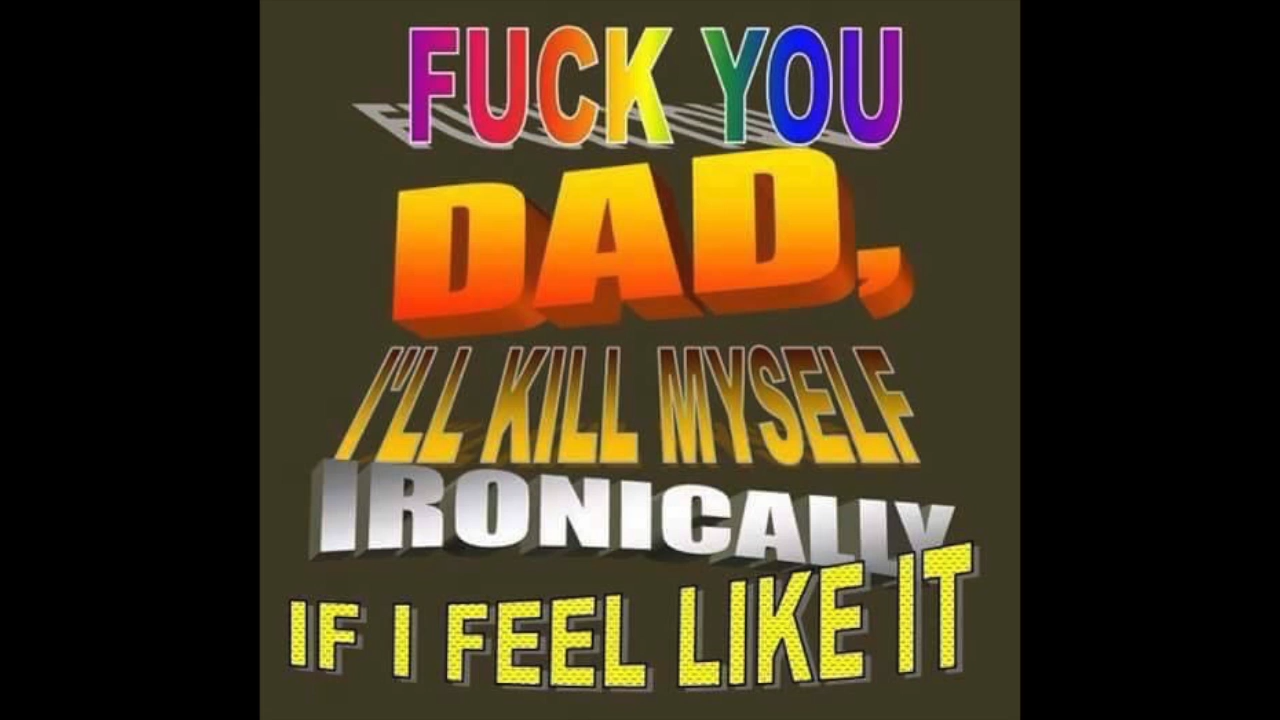 FUCK YOU
DAD,
I'LL KILL MYSELF
IRONICALLY
IF I FEEL LIKE IT